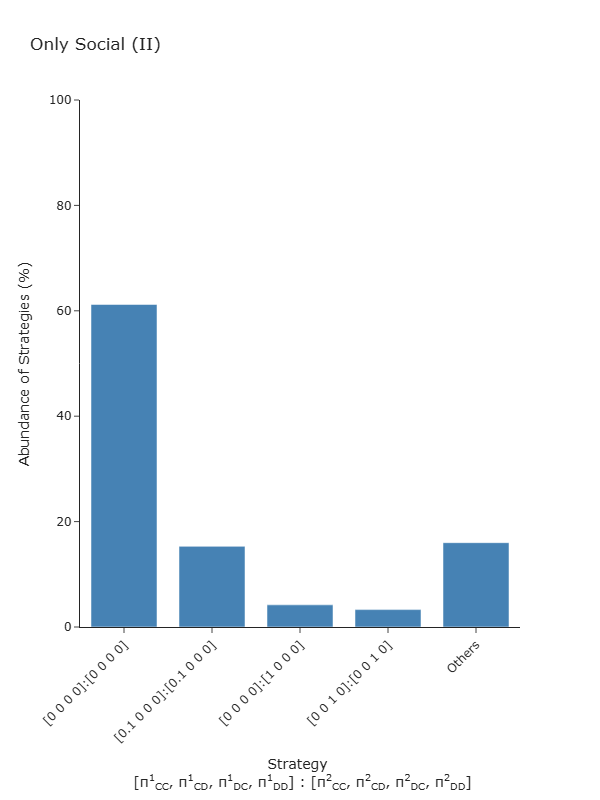 Only Social (II)
100
80
60
40
20
0
Abundance of Strategies (%)
[0 0 0 0]:[0 0 0 0]
[0.1 0 0 0]:[0.1 0 0 0]
[0 0 0 0]:[1 0 0 0]
[0 0 1 0]:[0 0 1 0]
Others
Strategy
[π¹CC, π¹CD, π¹DC, π¹DD] : [π²CC, π²CD, π²DC, π²DD]